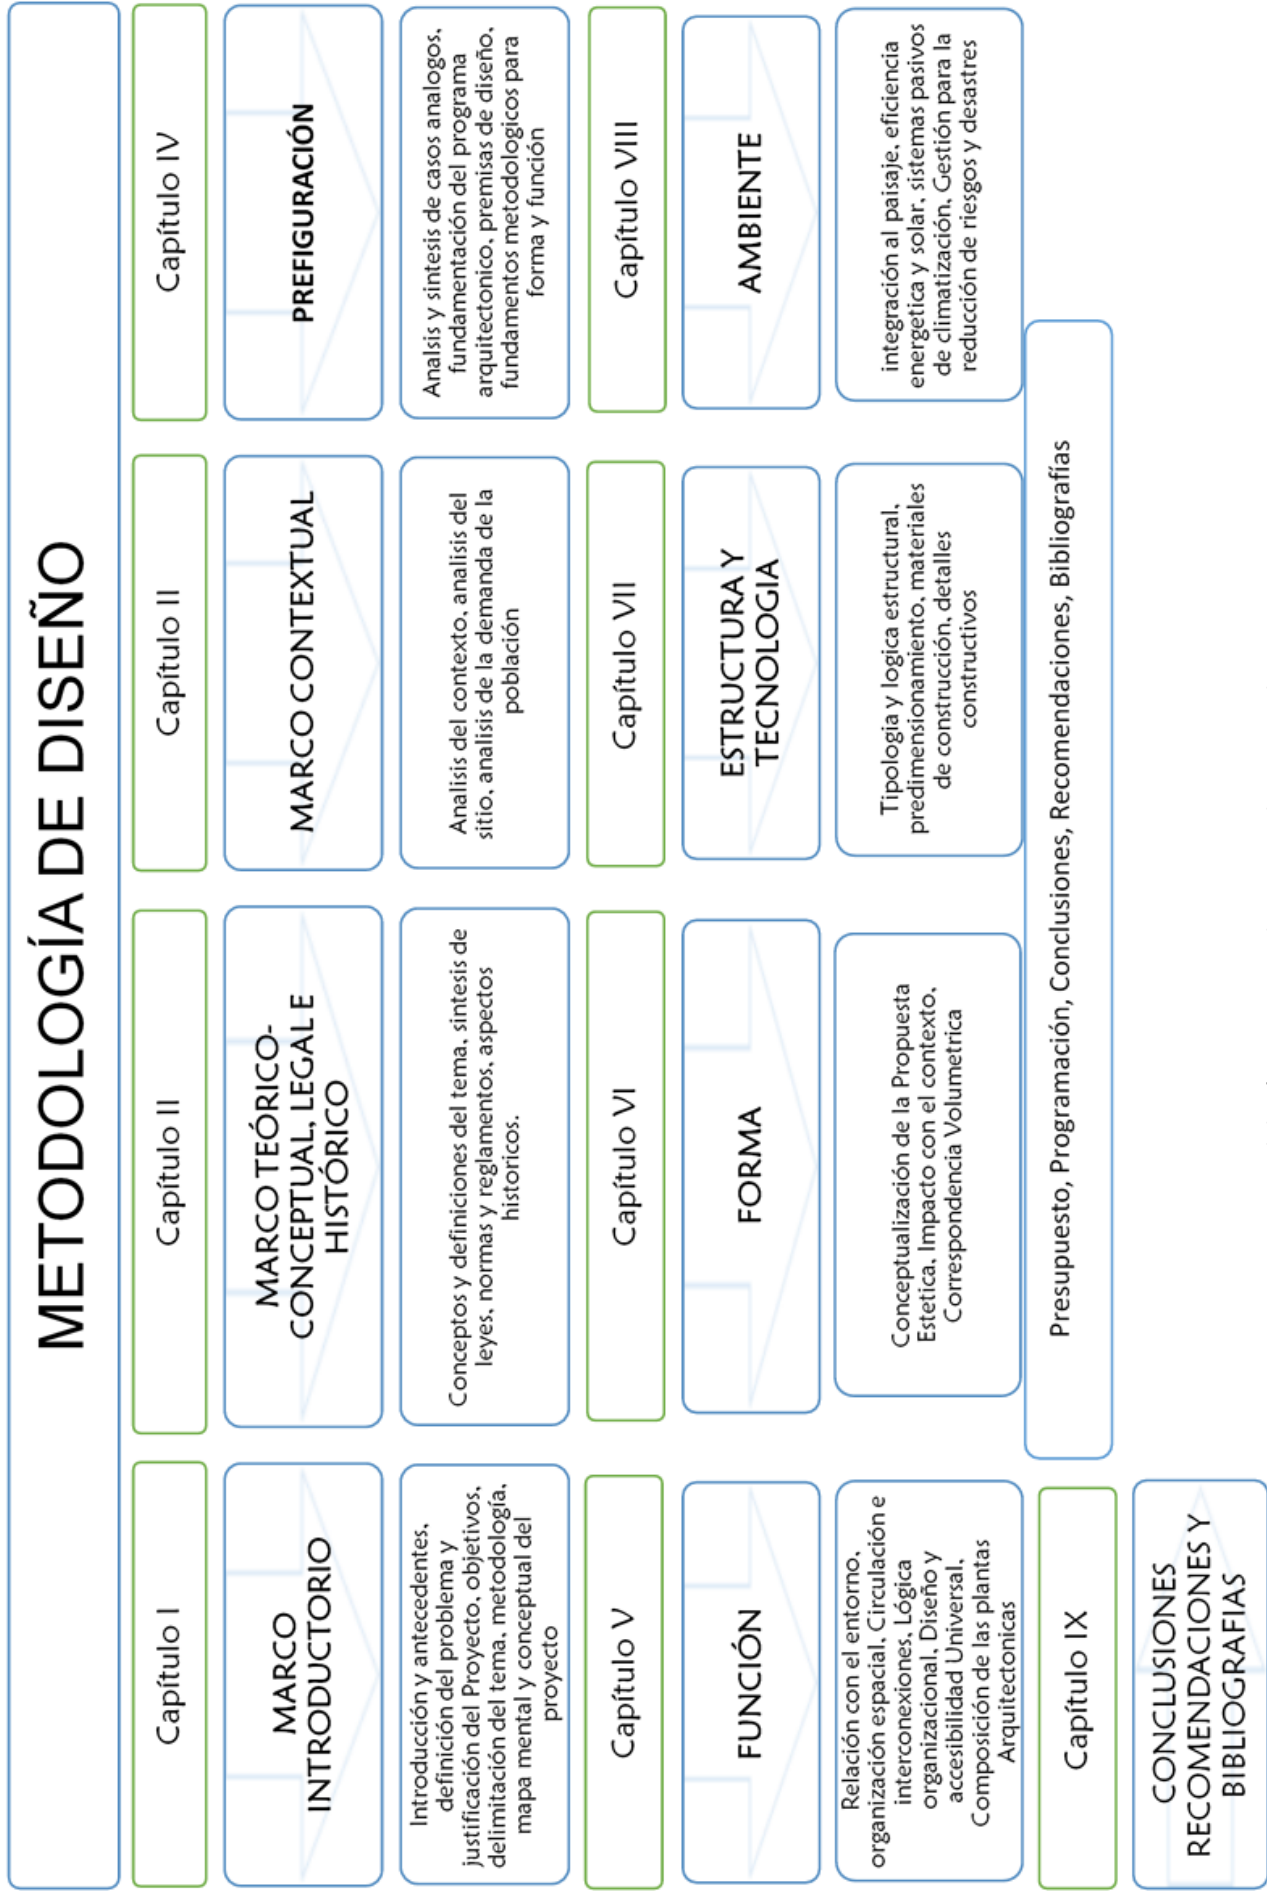 METODOLOGÍA DE DISEÑO
Capítulo I
MARCO
INTRODUCTORIO
Introducción y antecedentes,
definición del problema y
justificación del Proyecto, objetivos,
delimitación del tema, metodología,
mapa mental y conceptual del
proyecto
Capítulo II
MARCO TEÓRICO-
CONCEPTUAL, LEGAL E
HISTÓRICO
Conceptos y definiciones del tema, sintesis de
leyes, normas y reglamentos, aspectos
historicos.
Capítulo II
MARCO CONTEXTUAL
Analisis del contexto, analisis del
sitio, analisis de la demanda de la
población
Capítulo IV
PREFIGURACIÓN
Analsis y sintesis de casos analogos,
fundamentación del programa
arquitectonico, premisas de diseño,
fundamentos metodologicos para
forma y función
Capítulo V
FUNCIÓN
Relación con el entorno,
organización espacial, Circulación e
interconexiones, Lógica
organizacional, Diseño y
accesibilidad Universal,
Composición de las plantas
Arquitectonicas
Capítulo VI
FORMA
Conceptualización de la Propuesta
Estetica, Impacto con el contexto,
Correspondencia Volumetrica
Capítulo VII
ESTRUCTURA Y
TECNOLOGIA
Tipologia y logica estructural,
predimensionamiento, materiales
de construcción, detalles
constructivos
Capítulo VIII
AMBIENTE
integración al paisaje, eficiencia
energetica y solar, sistemas pasivos
de climatización, Gestión para la
reducción de riesgos y desastres
Capítulo IX
CONCLUSIONES
RECOMENDACIONES Y
BIBLIOGRAFIAS
Presupuesto, Programación, Conclusiones, Recomendaciones, Bibliografías